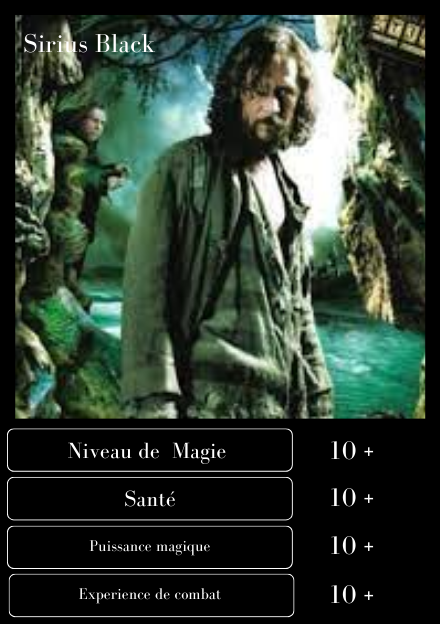 Sirius Black
Niveau de Magie
10 +
Santé
10 +
Puissance magique
10 +
Experience de combat
10 +